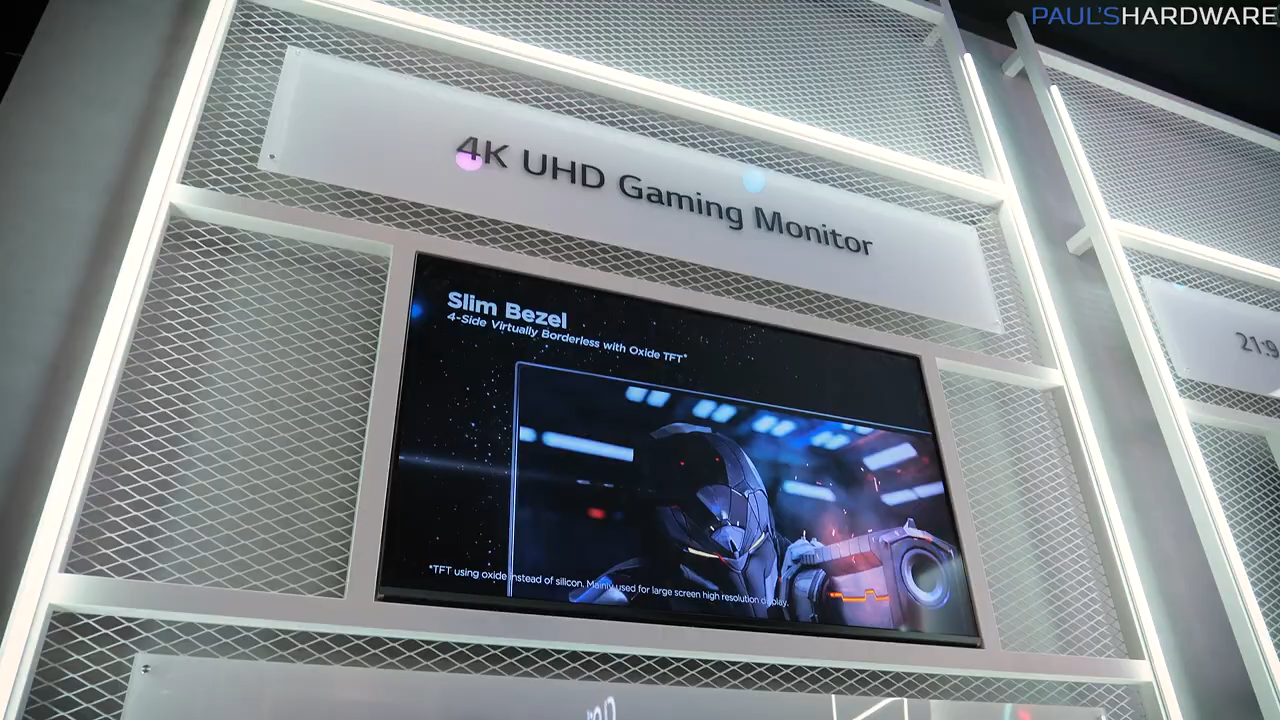 PAUL'SHARDWARE
4K UHD Gaming Monitor
Slim Bezel
4-Side Virtually Borderless with Oxide TFT*
21:9
*TFT using oxide instead of silicon. Mainly used for large screen high resolution display.